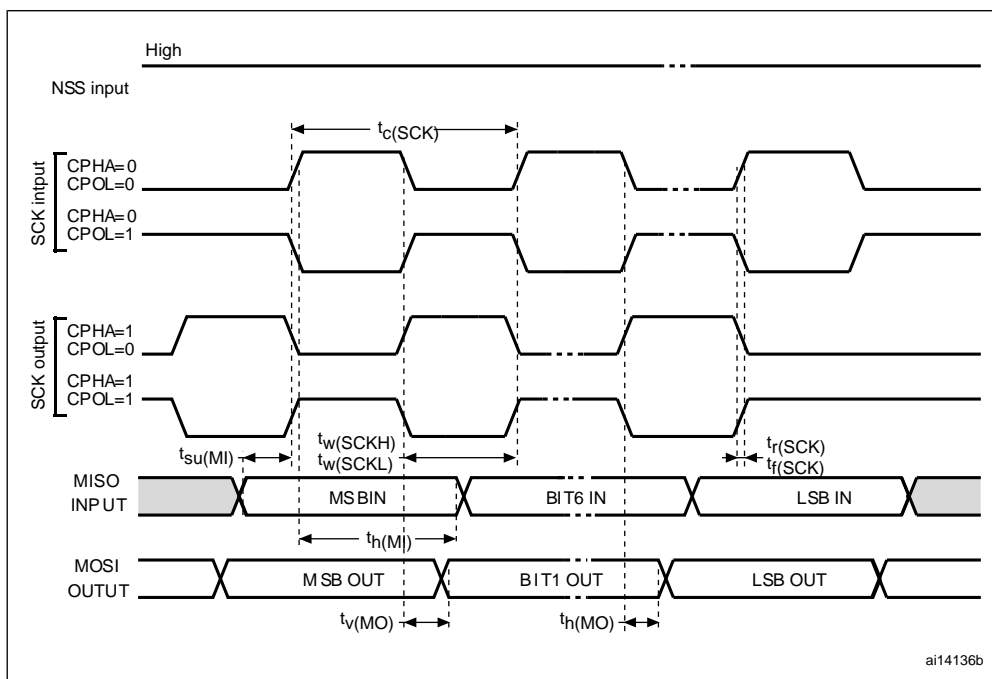 High
NSS input
tc(SCK)
SCK intput
CPHA=0
CPOL=0
CPHA=0
CPOL=1
SCK output
CPHA=1
CPOL=0
CPHA=1
CPOL=1
tw(SCKH)
tw(SCKL)
tr(SCK)
tf(SCK)
tsu(MI)
MISO
INPUT
MSBIN
BIT6 IN
LSB IN
th(MI)
MOSI
OUTUT
MSB OUT
BIT1 OUT
LSB OUT
tv(MO)
th(MO)
ai14136b